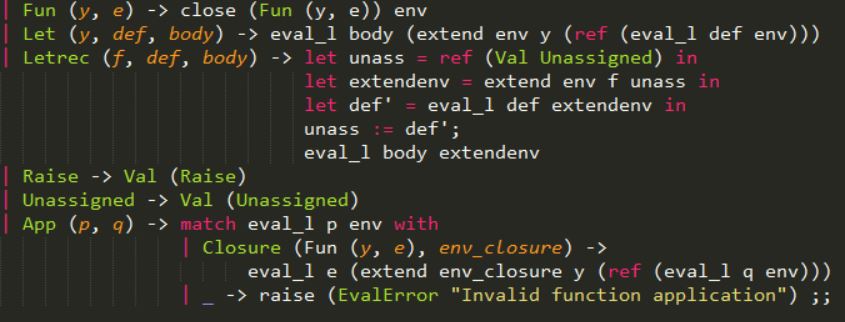 | Fun (y, e) -> close (Fun (y, e)) env
| Let (y, def, body) -> eval_l body (extend env y (ref (eval_l def env)))
| Letrec (f, def, body) -> let unass = ref (Val Unassigned) in
let extendenv = extend env f unass in
let def' = eval_l def extendenv in
unass := def';
eval_l body extendenv
| Raise -> Val (Raise)
| Unassigned -> Val (Unassigned)
| App (p, q) -> match eval_l p env with
| Closure (Fun (y, e), env_closure) ->
eval_l e (extend env_closure y (ref (eval_l q env)))
| _ -> raise (EvalError "Invalid function application") ;;